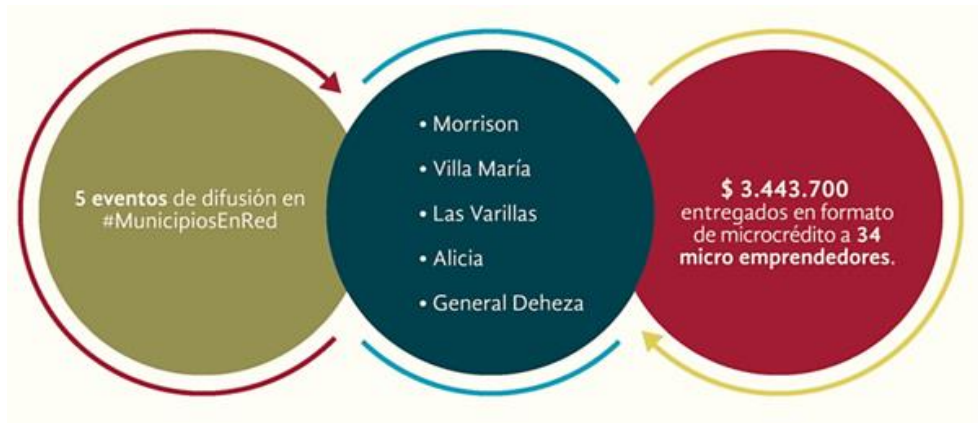 5 eventos de difusión en
#MunicipiosEnRed
• Morrison
• Villa María
• Las Varillas
• Alicia
• General Deheza
$ 3.443.700
entregados en formato
de microcrédito a 34
micro emprendedores.